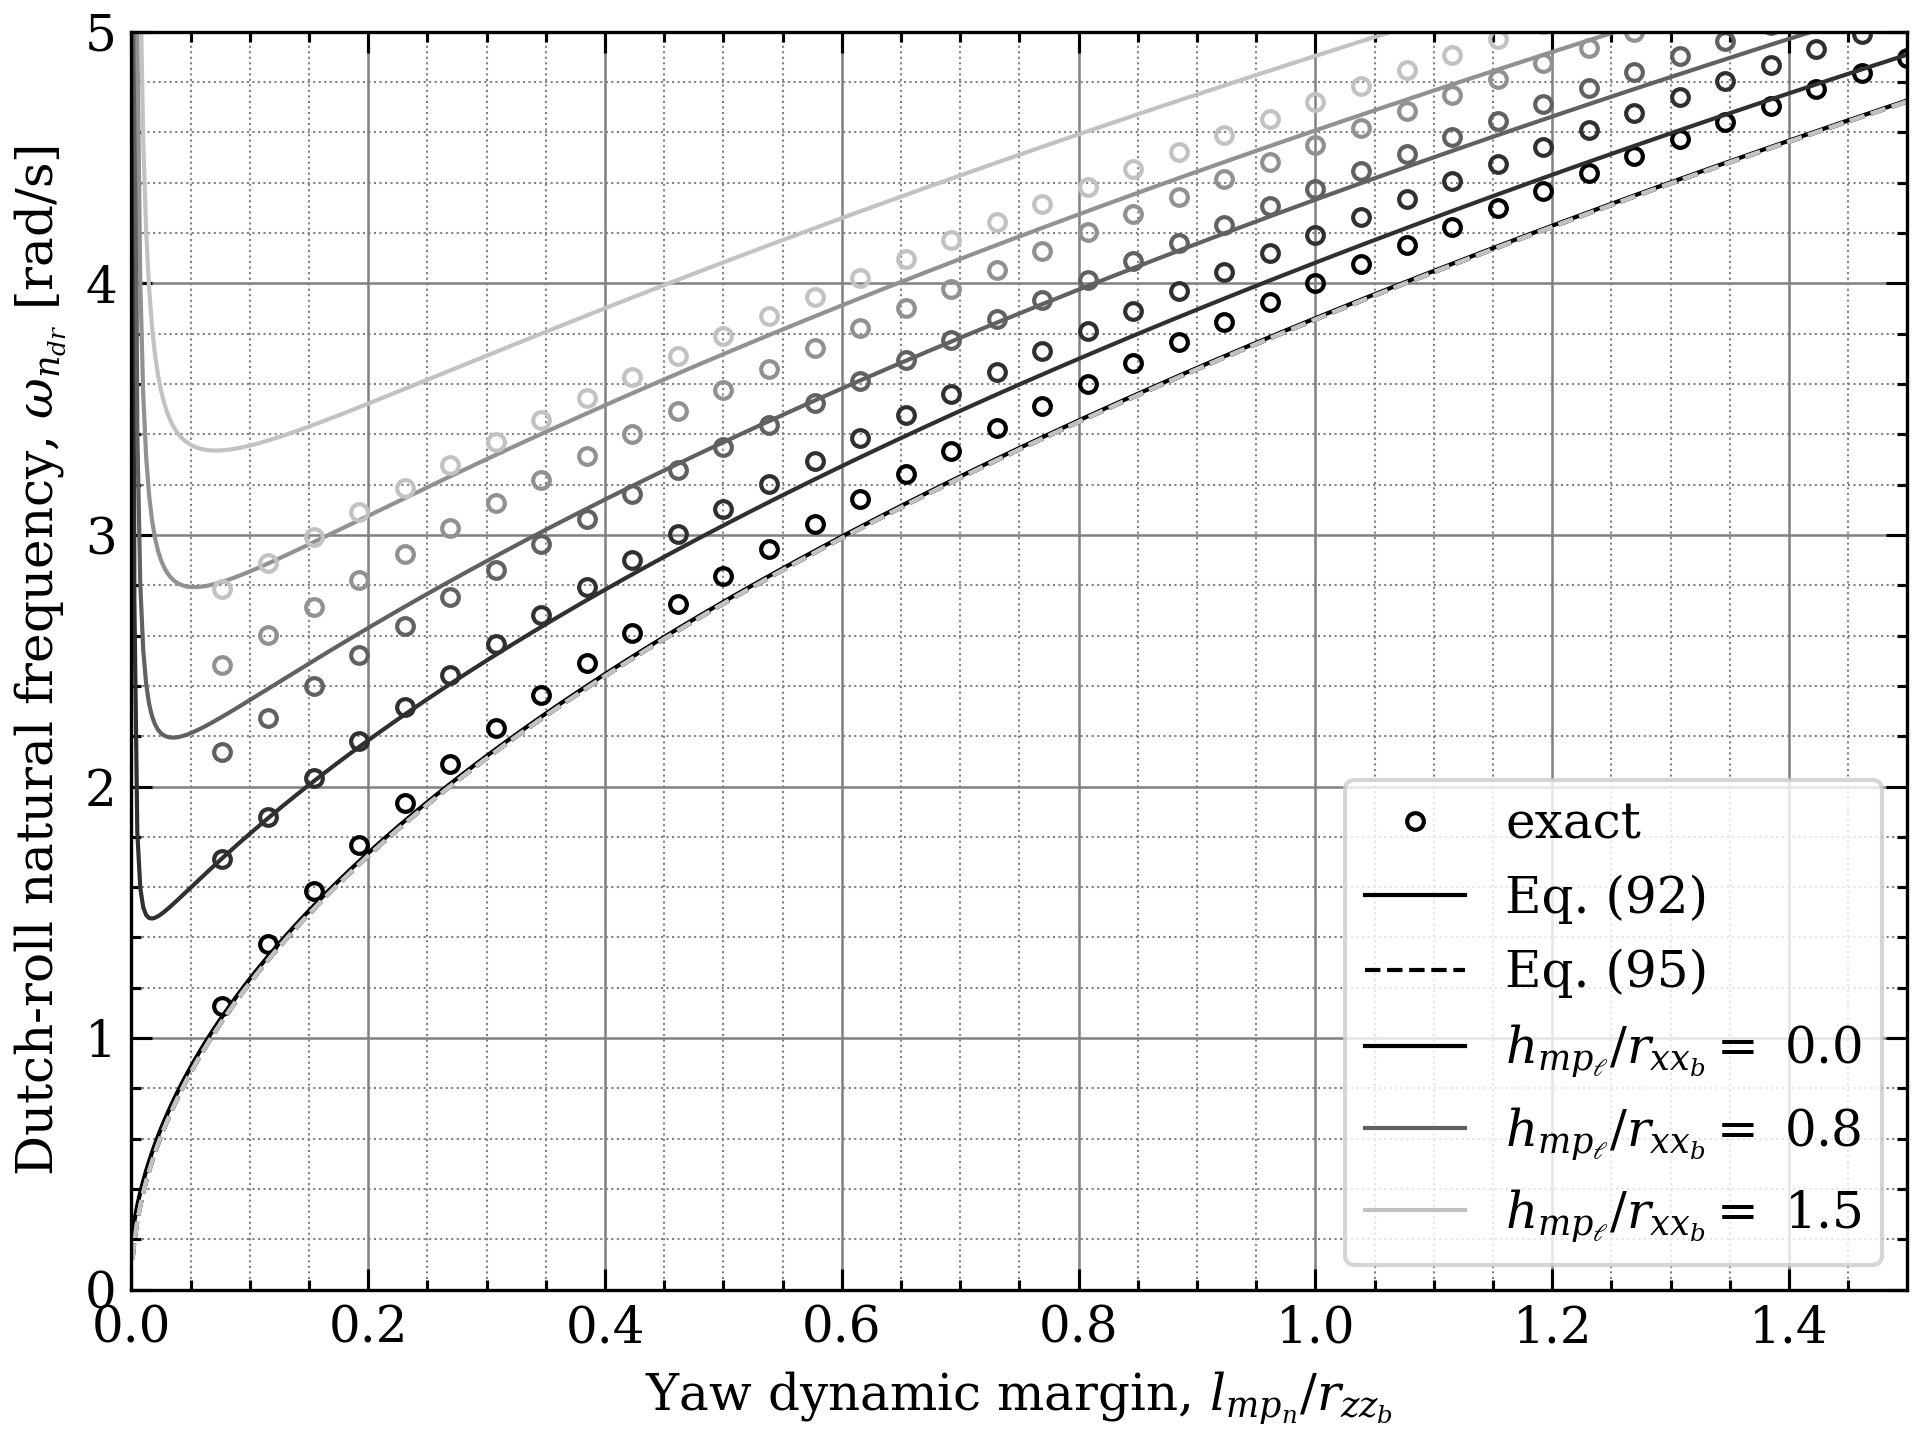 5
4
3
2
1
0
0.0 0.2 0.4 0.6 0.8 1.0 1.2 1.4
Dutch-roll natural frequency, ω_{n_{dr}} [rad/s]
Yaw dynamic margin, l_{mp_n}/r_{zz_b}
exact
Eq. (92)
Eq. (95)
h_{mp_ℓ}/r_{xx_b} = 0.0
h_{mp_ℓ}/r_{xx_b} = 0.8
h_{mp_ℓ}/r_{xx_b} = 1.5